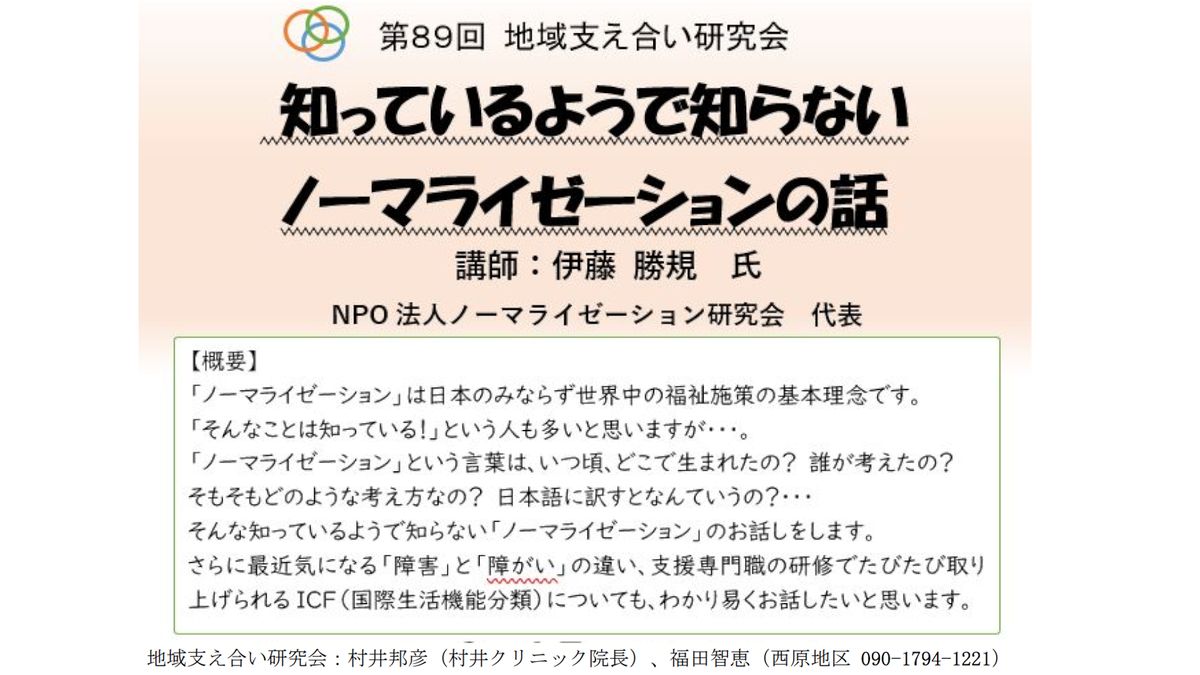 第89回 地域支え合い研究会
知っているようで知らない
ノーマライゼーションの話
講師：伊藤 勝規　氏
NPO法人ノーマライゼーション研究会　代表
【概要】
「ノーマライゼーション」は日本のみならず世界中の福祉施策の基本理念です。
「そんなことは知っている！」という人も多いと思いますが・・・。
「ノーマライゼーション」という言葉は、いつ頃、どこで生まれたの？ 誰が考えたの？
そもそもどのような考え方なの？ 日本語に訳すとなんていうの？・・・
そんな知っているようで知らない「ノーマライゼーション」のお話しをします。
さらに最近気になる「障害」と「障がい」の違い、支援専門職の研修でたびたび取り
上げられるICF（国際生活機能分類）についても、わかり易くお話したいと思います。
地域支え合い研究会：村井邦彦（村井クリニック院長）、福田智恵（西原地区 090-1794-1221）